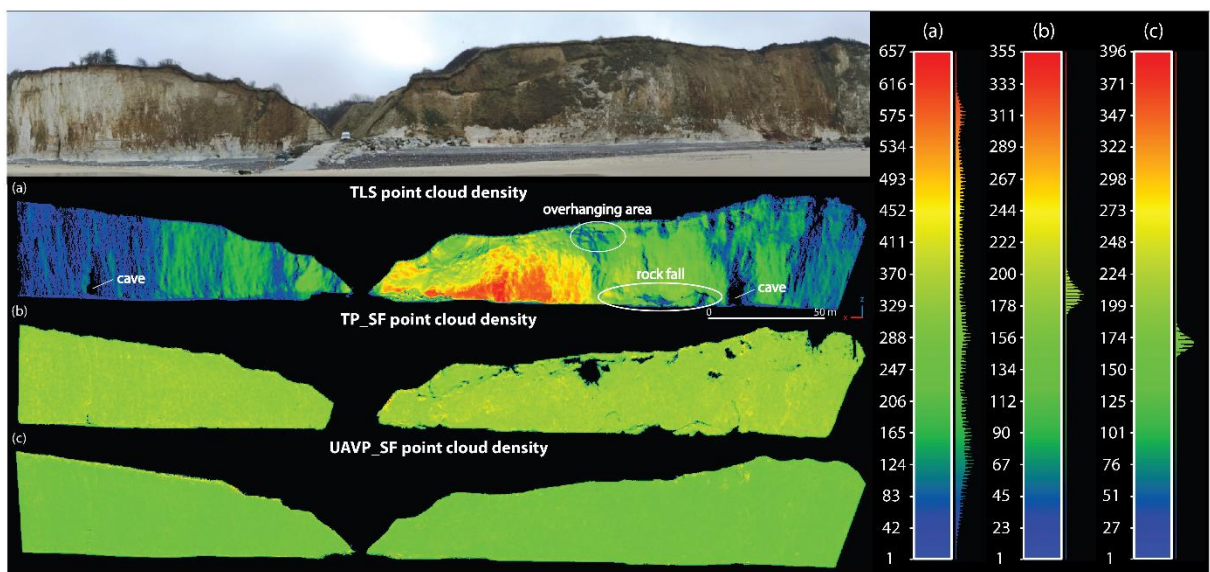 (a)
TLS point cloud density
overhanging area
cave
rock fall
cave
0 50 m
z
x
(b)
TP_SF point cloud density
(c)
UAVP_SF point cloud density
(a) (b) (c)
657 355 396
616 333 371
575 311 347
534 289 322
493 267 298
452 245 273
411 222 248
370 200 224
329 178 199
288 156 174
247 134 150
206 112 125
165 90 101
124 67 76
83 45 51
42 23 27
1 1 1